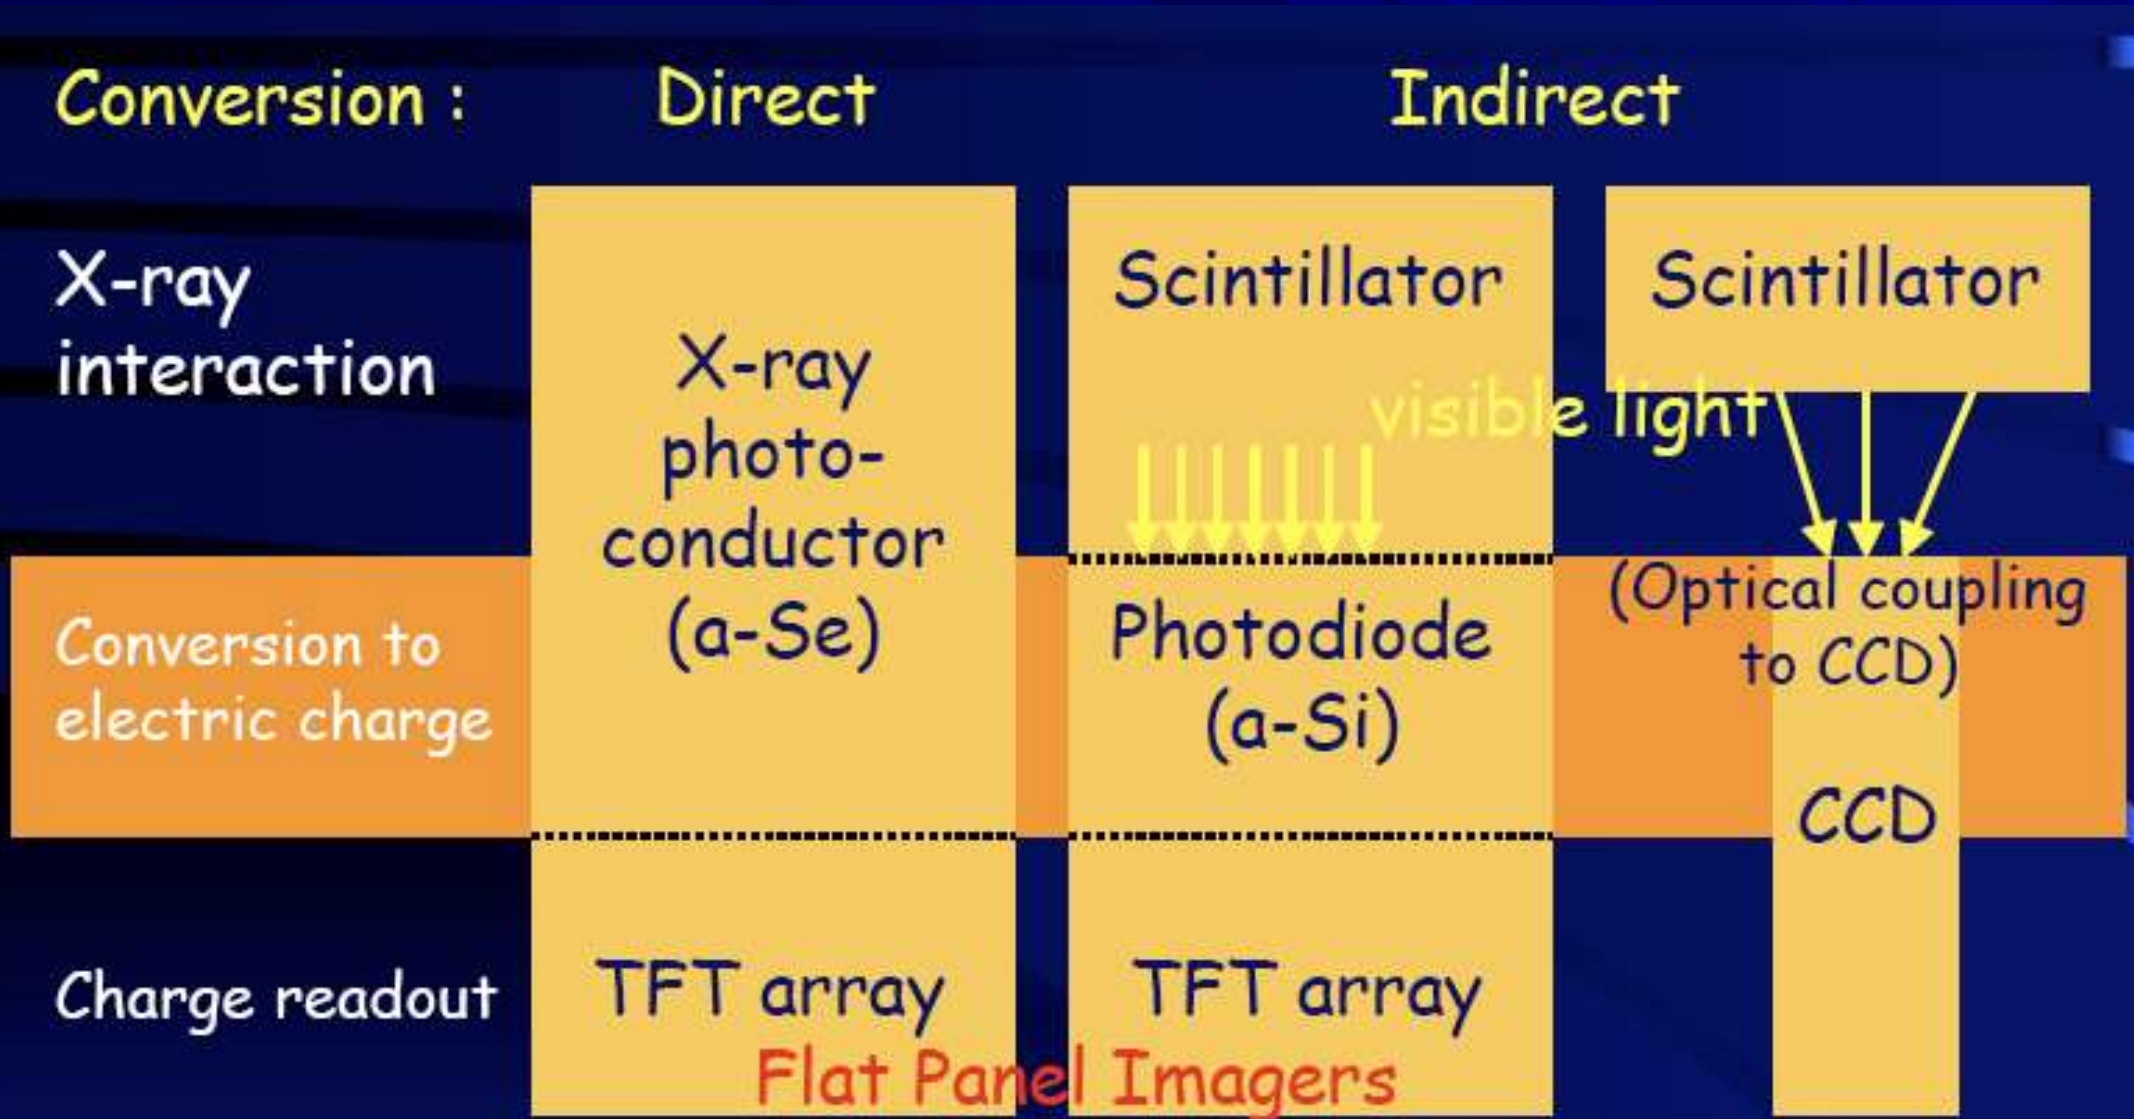 Conversion : Direct Indirect
X-ray
interaction
X-ray
photo-
conductor
(a-Se)
Scintillator
Scintillator
visible light
Conversion to
electric charge
Photodiode
(a-Si)
(Optical coupling
to CCD)
CCD
Charge readout
TFT array
TFT array
Flat Panel Imagers